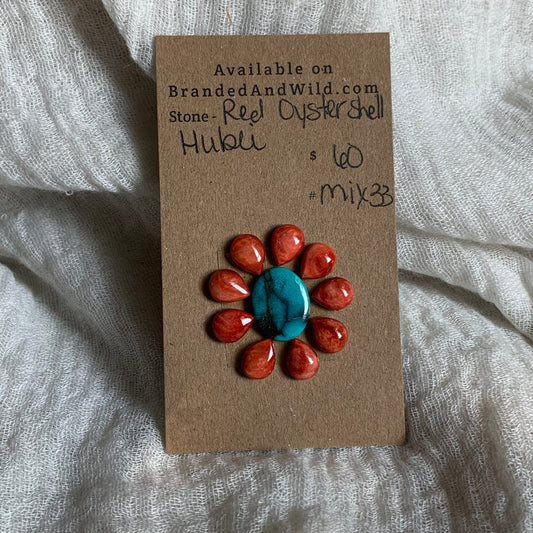 Available on
BrandedAndWild.com
Stone - Red Oyster shell
Hubei
$ 60
# mix33